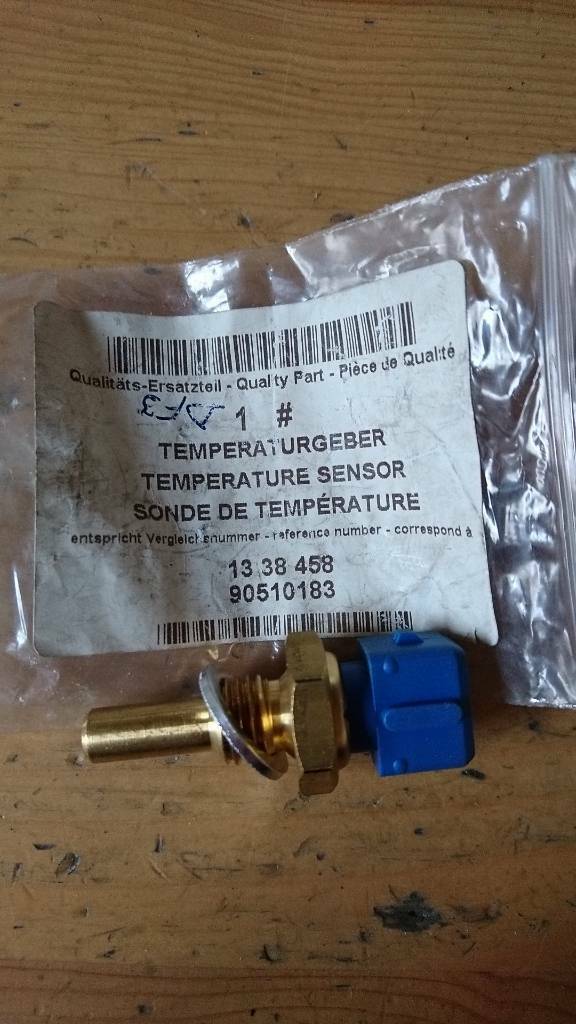 Qualitäts-Ersatzteil - Quality Part - Pièce de Qualité
1 #
TEMPERATURGEBER
TEMPERATURE SENSOR
SONDE DE TEMPÉRATURE
entspricht Vergleichsnummer - reference number - correspond à
13 38 458
90510183